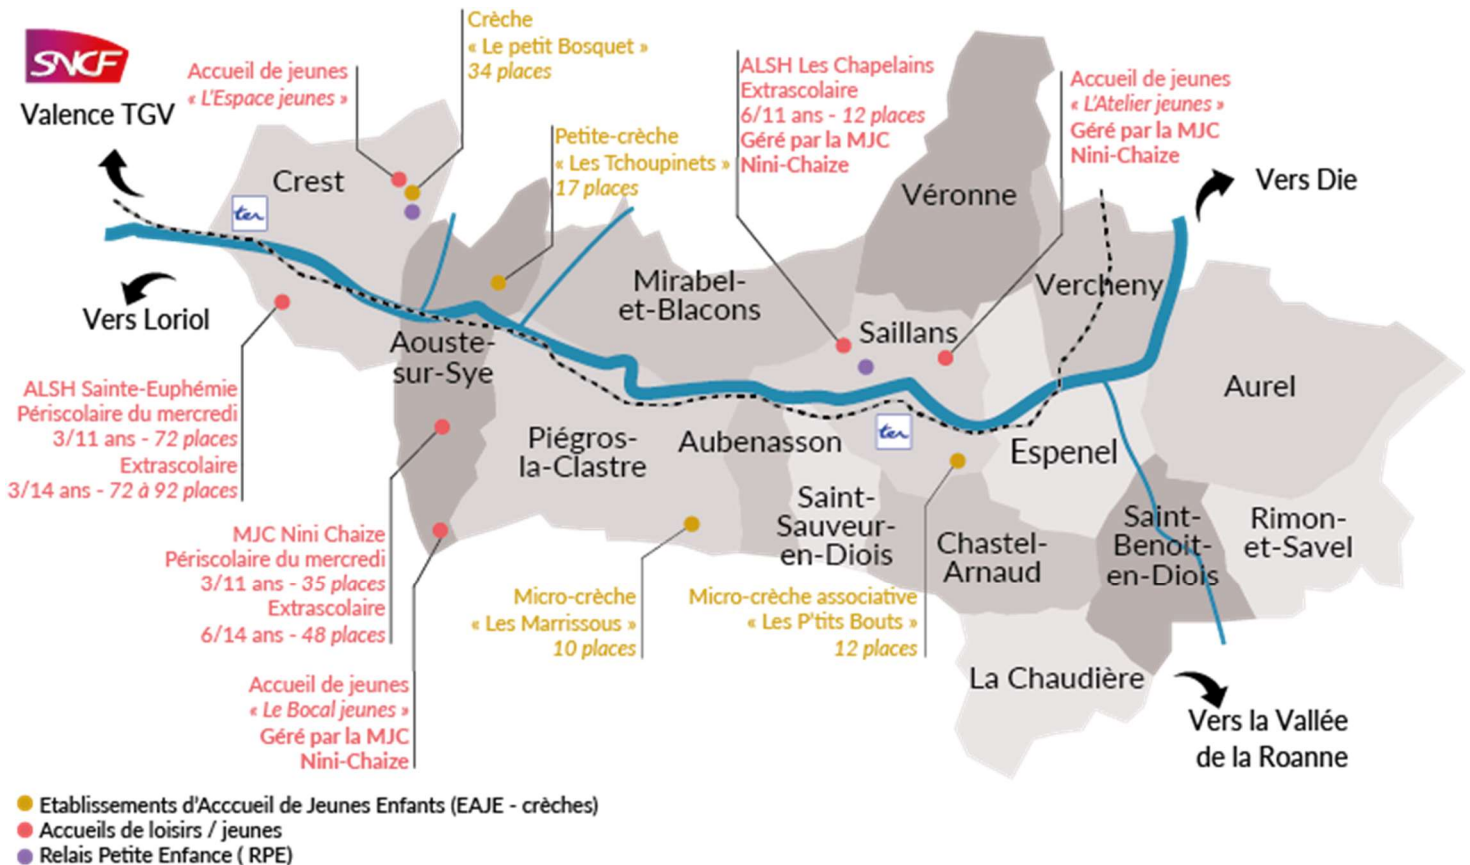 SNCF
Valence TGV
Accueil de jeunes
« L'Espace jeunes »
Crèche
« Le petit Bosquet »
34 places
Petite-crèche
« Les Tchoupinets »
17 places
ALSH Les Chapelains
Extrascolaire
6/11 ans - 12 places
Géré par la MJC
Nini-Chaize
Accueil de jeunes
« L'Atelier jeunes »
Géré par la MJC
Nini-Chaize
Vers Die
Crest
ter
Véronne
Vers Loriol
Mirabel-
et-Blacons
Vercheny
Saillans
Aouste-
sur-Sye
Aurel
ALSH Sainte-Euphémie
Périscolaire du mercredi
3/11 ans - 72 places
Extrascolaire
3/14 ans - 72 à 92 places
Piégros-
la-Clastre
Aubenasson
ter
Espenel
Saint-
Sauveur-
en-Diois
Chastel-
Arnaud
Saint-
Benoit-
en-Diois
Rimon-
et-Savel
MJC Nini Chaize
Périscolaire du mercredi
3/11 ans - 35 places
Extrascolaire
6/14 ans - 48 places
Micro-crèche
« Les Marrissous »
10 places
Micro-crèche associative
« Les P'tits Bouts »
12 places
La Chaudière
Accueil de jeunes
« Le Bocal jeunes »
Géré par la MJC
Nini-Chaize
Vers la Vallée
de la Roanne
Etablissements d'Acccueil de Jeunes Enfants (EAJE - crèches)
Accueils de loisirs / jeunes
Relais Petite Enfance ( RPE)